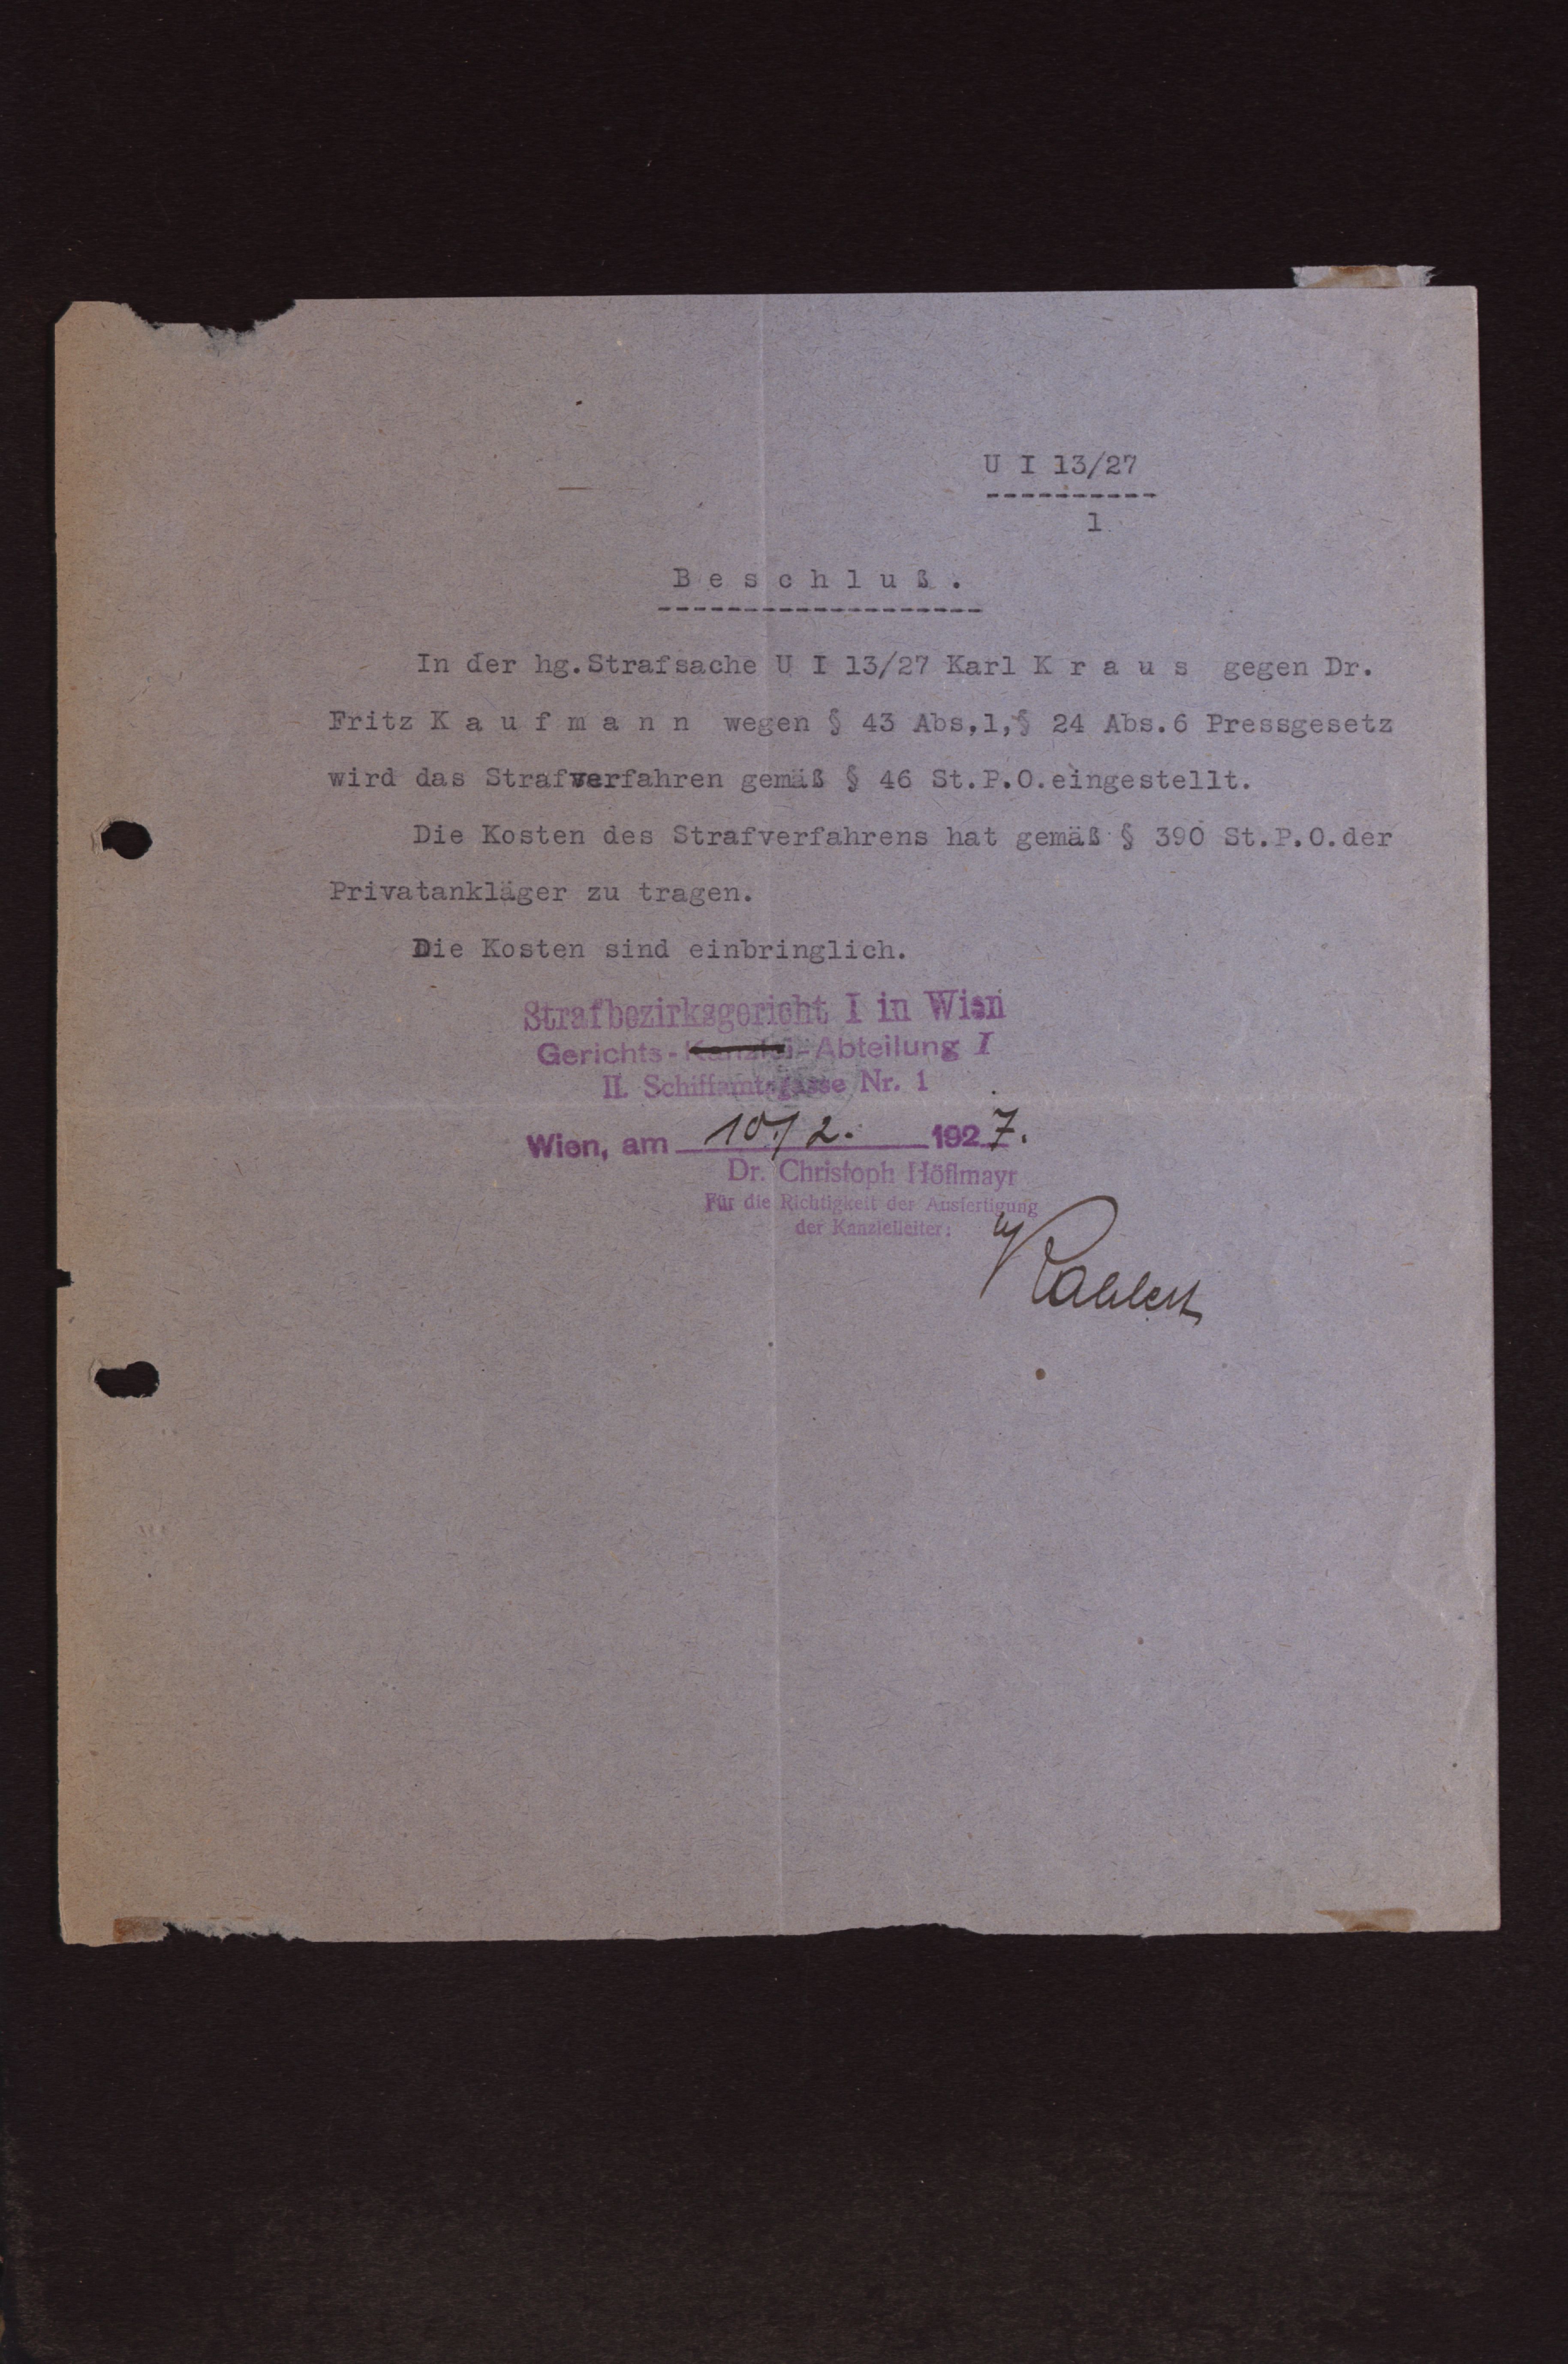 U I 13/27
----------
1
B e s c h l u ß .
-------------------
In der hg.Strafsache U I 13/27 Karl K r a u s gegen Dr.
Fritz K a u f m a n n wegen § 43 Abs,1,§ 24 Abs.6 Pressgesetz
wird das Strafverfahren gemäß § 46 St.P.O.eingestellt.
Die Kosten des Strafverfahrens hat gemäß § 390 St.P.O.der
Privatankläger zu tragen.
Die Kosten sind einbringlich.
Strafbezirksgericht I in Wien
Gerichts-Kanzlei-Abteilung I
II. Schiffamtsgasse Nr. 1
Wien, am 10/2. 1927.
Dr. Christoph Höflmayr
Für die Richtigkeit der Ausfertigung
der Kanzleileiter: